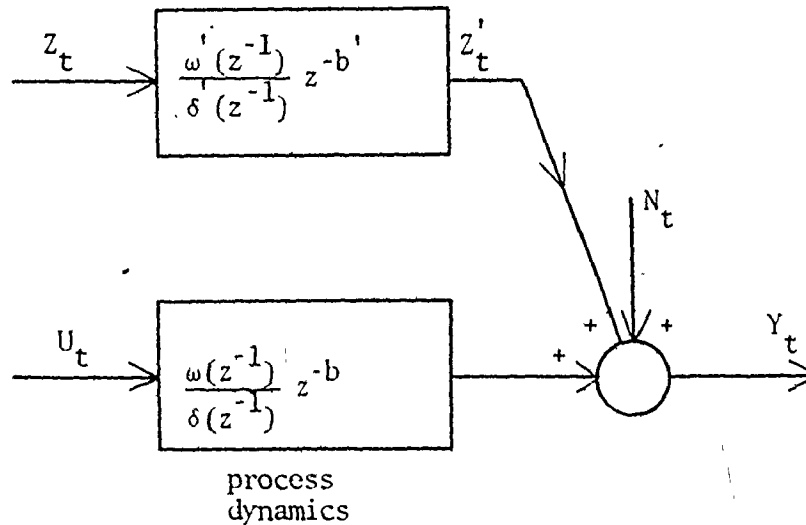 Z_t
ω'(z^-1)
δ'(z^-1)
z^-b'
Z'_t
N_t
+ +
+
Y_t
U_t
ω(z^-1)
δ(z^-1)
z^-b
process
dynamics